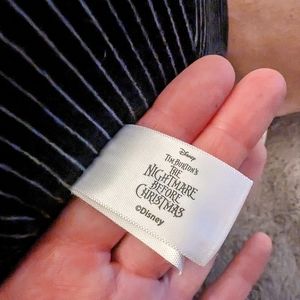 Disney
TIM BURTON'S
THE
NIGHTMARE
BEFORE
CHRISTMAS
©Disney